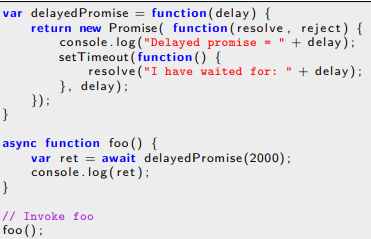 var delayedPromise = function(delay) {
    return new Promise( function(resolve, reject) {
        console.log("Delayed promise = " + delay);
        setTimeout(function() {
            resolve("I have waited for: " + delay);
        }, delay);
    });
}

async function foo() {
    var ret = await delayedPromise(2000);
    console.log(ret);
}

// Invoke foo
foo();